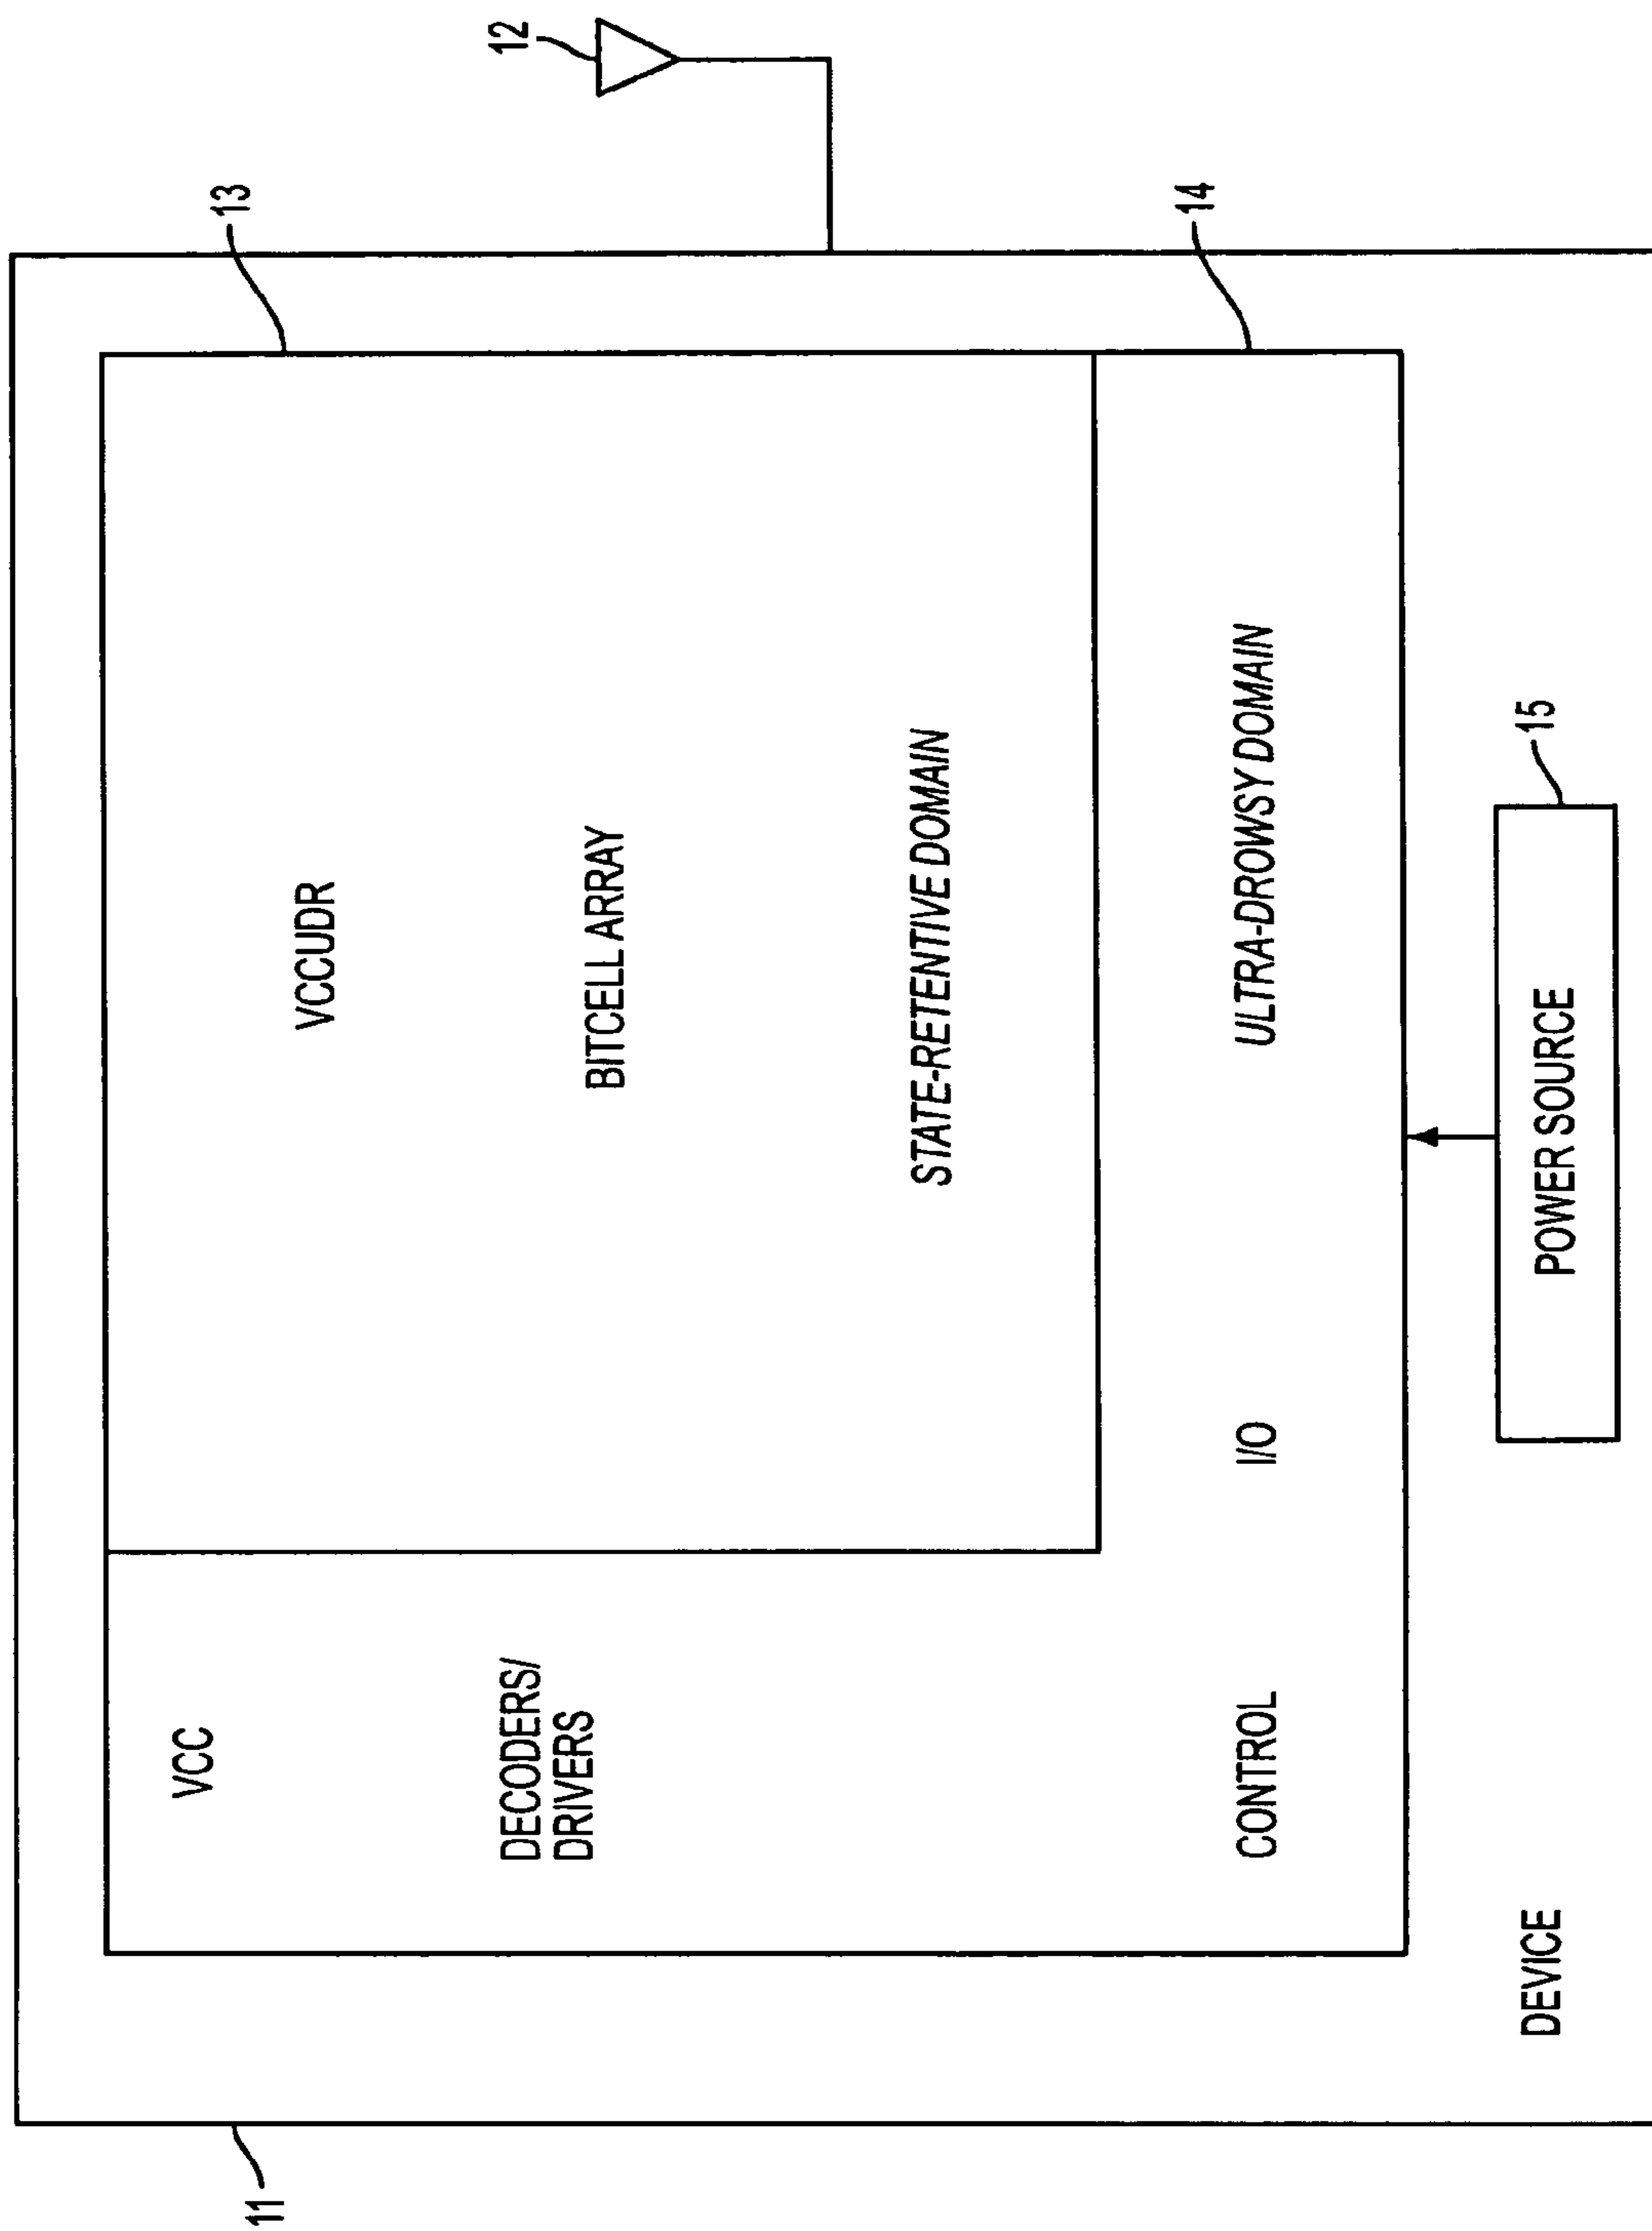 11
12
13
14
15
VCC
VCCUDR
DECODERS/
DRIVERS
BITCELL ARRAY
STATE-RETENTIVE DOMAIN
CONTROL
I/O
ULTRA-DROWSY DOMAIN
DEVICE
POWER SOURCE